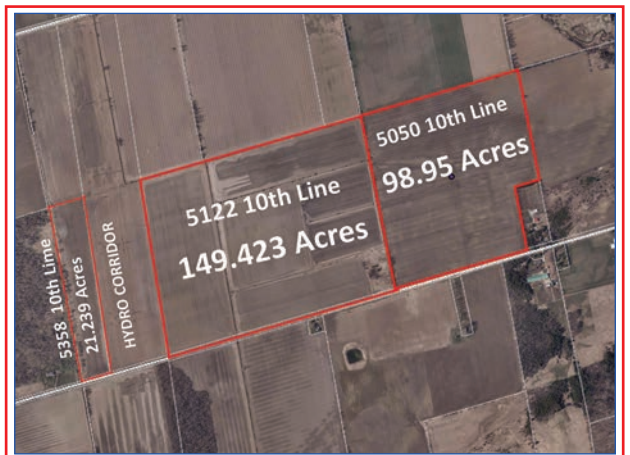 5358 10th Lime
21.239 Acres
HYDRO CORRIDOR
5122 10th Line
149.423 Acres
5050 10th Line
98.95 Acres